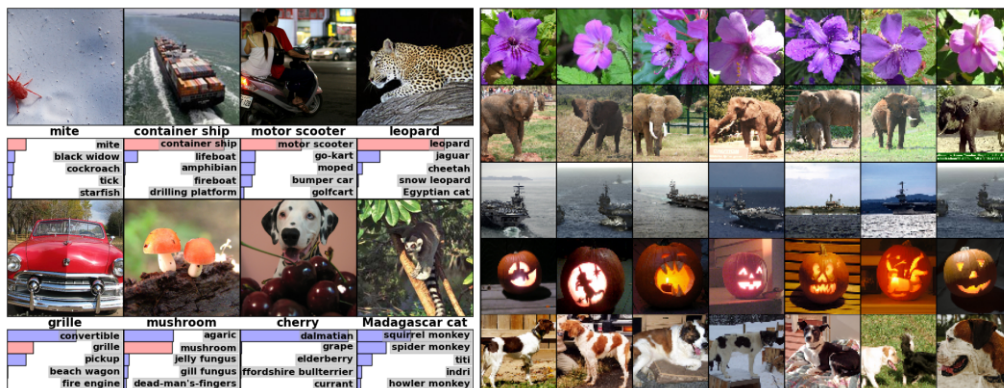 mite
container ship
motor scooter
leopard
mite
black widow
cockroach
tick
starfish
container ship
lifeboat
amphibian
fireboat
drilling platform
motor scooter
go-kart
moped
bumper car
golfcart
leopard
jaguar
cheetah
snow leopard
Egyptian cat
grille
mushroom
cherry
Madagascar cat
convertible
grille
pickup
beach wagon
fire engine
agaric
mushroom
jelly fungus
gill fungus
dead-man's-fingers
dalmatian
grape
elderberry
ffordshire bullterrier
currant
squirrel monkey
spider monkey
titi
indri
howler monkey